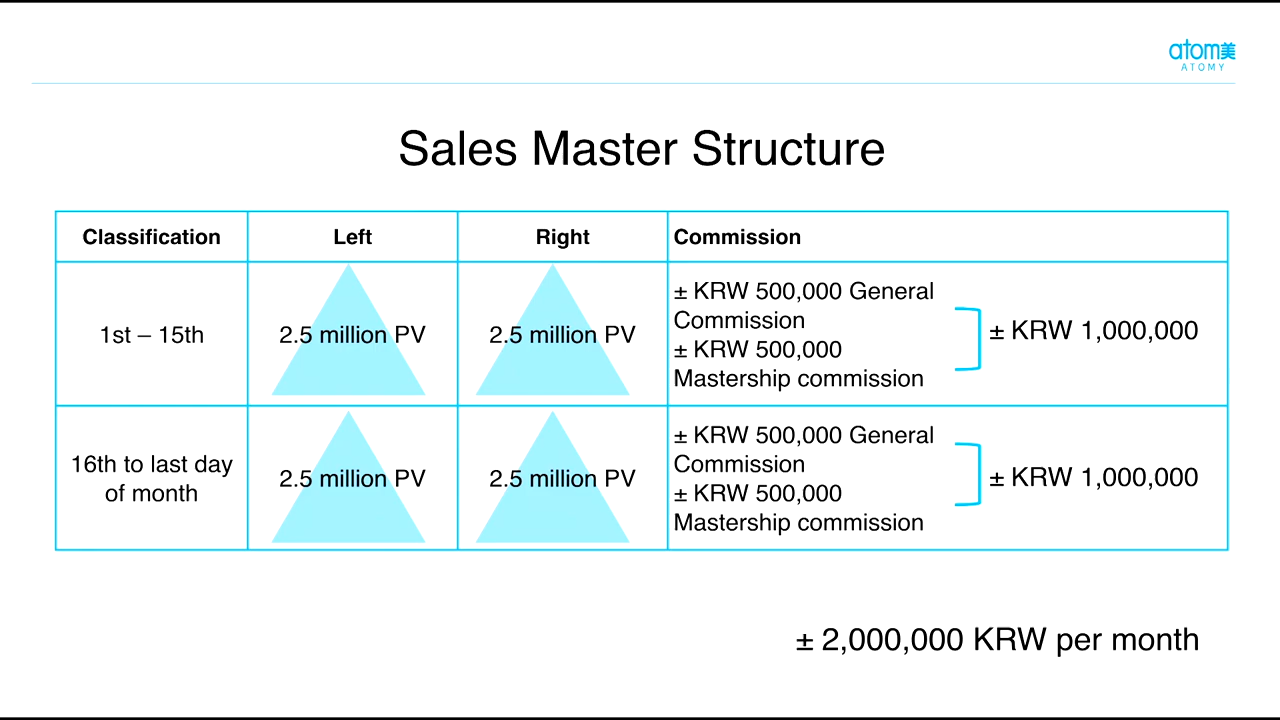 atom美
ATOMY
Sales Master Structure
Classification
Left
Right
Commission
1st – 15th
2.5 million PV
2.5 million PV
± KRW 500,000 General
Commission
± KRW 500,000
Mastership commission
± KRW 1,000,000
16th to last day
of month
2.5 million PV
2.5 million PV
± KRW 500,000 General
Commission
± KRW 500,000
Mastership commission
± KRW 1,000,000
± 2,000,000 KRW per month